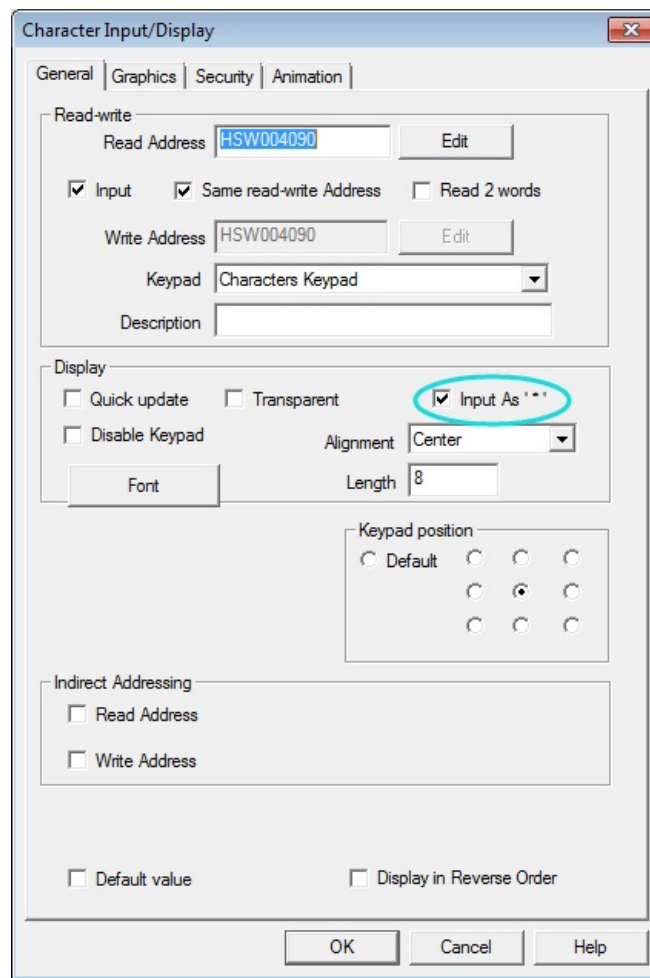 Character Input/Display
General Graphics Security Animation
Read-write
Read Address HSW004090 Edit
Input Same read-write Address Read 2 words
Write Address HSW004090 Edit
Keypad Characters Keypad
Description
Display
Quick update Transparent Input As '*'
Disable Keypad Alignment Center
Font Length 8
Keypad position
Default
Indirect Addressing
Read Address
Write Address
Default value Display in Reverse Order
OK Cancel Help